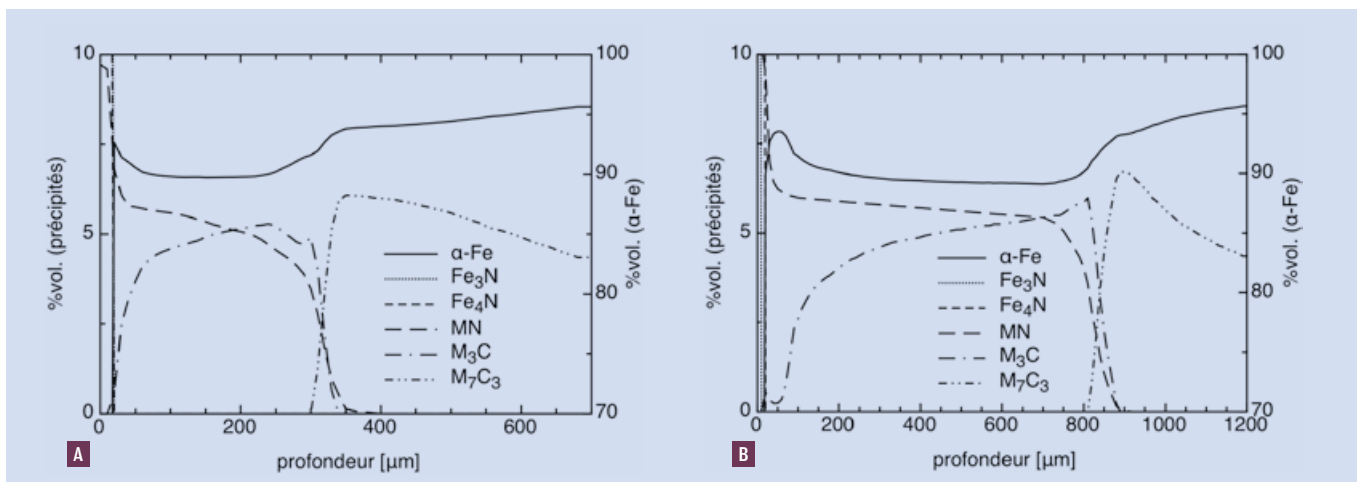 10
5
0
100
90
80
70
%vol. (précipités)
%vol. (α-Fe)
α-Fe
Fe₃N
Fe₄N
MN
M₃C
M₇C₃
0
200
400
600
profondeur [µm]
A
10
5
0
100
90
80
70
%vol. (précipités)
%vol. (α-Fe)
α-Fe
Fe₃N
Fe₄N
MN
M₃C
M₇C₃
0
200
400
600
800
1000
1200
profondeur [µm]
B